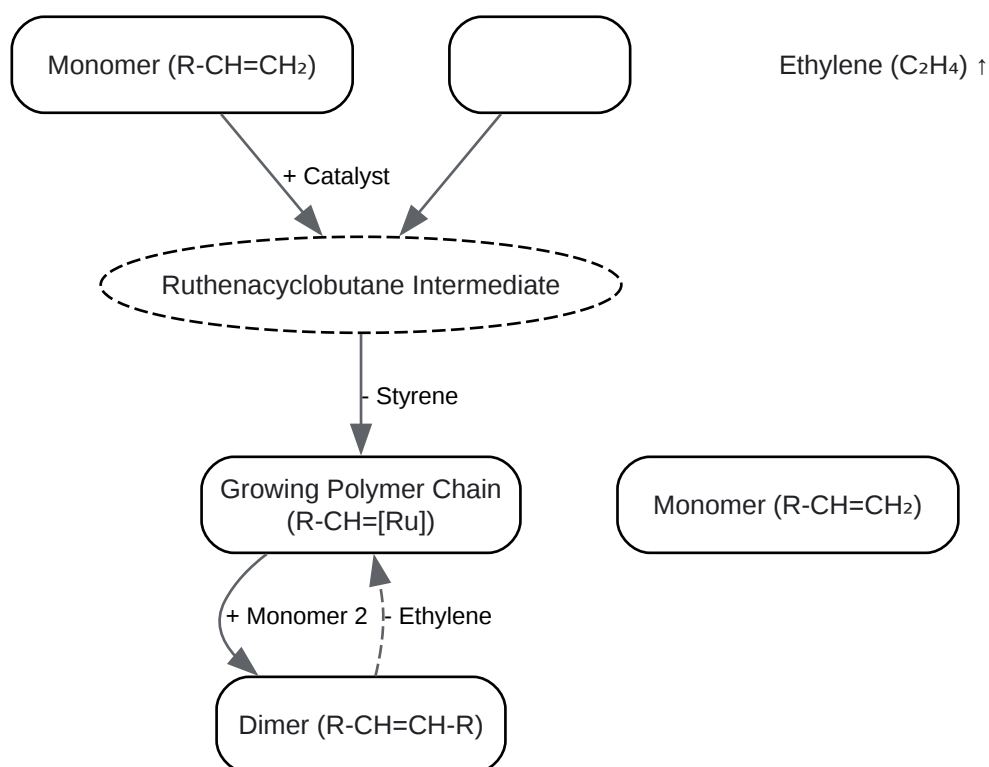 Monomer (R-CH=CH₂)
Ethylene (C₂H₄) ↑
+ Catalyst
Ruthenacyclobutane Intermediate
- Styrene
Growing Polymer Chain
(R-CH=[Ru])
Monomer (R-CH=CH₂)
+ Monomer 2
- Ethylene
Dimer (R-CH=CH-R)